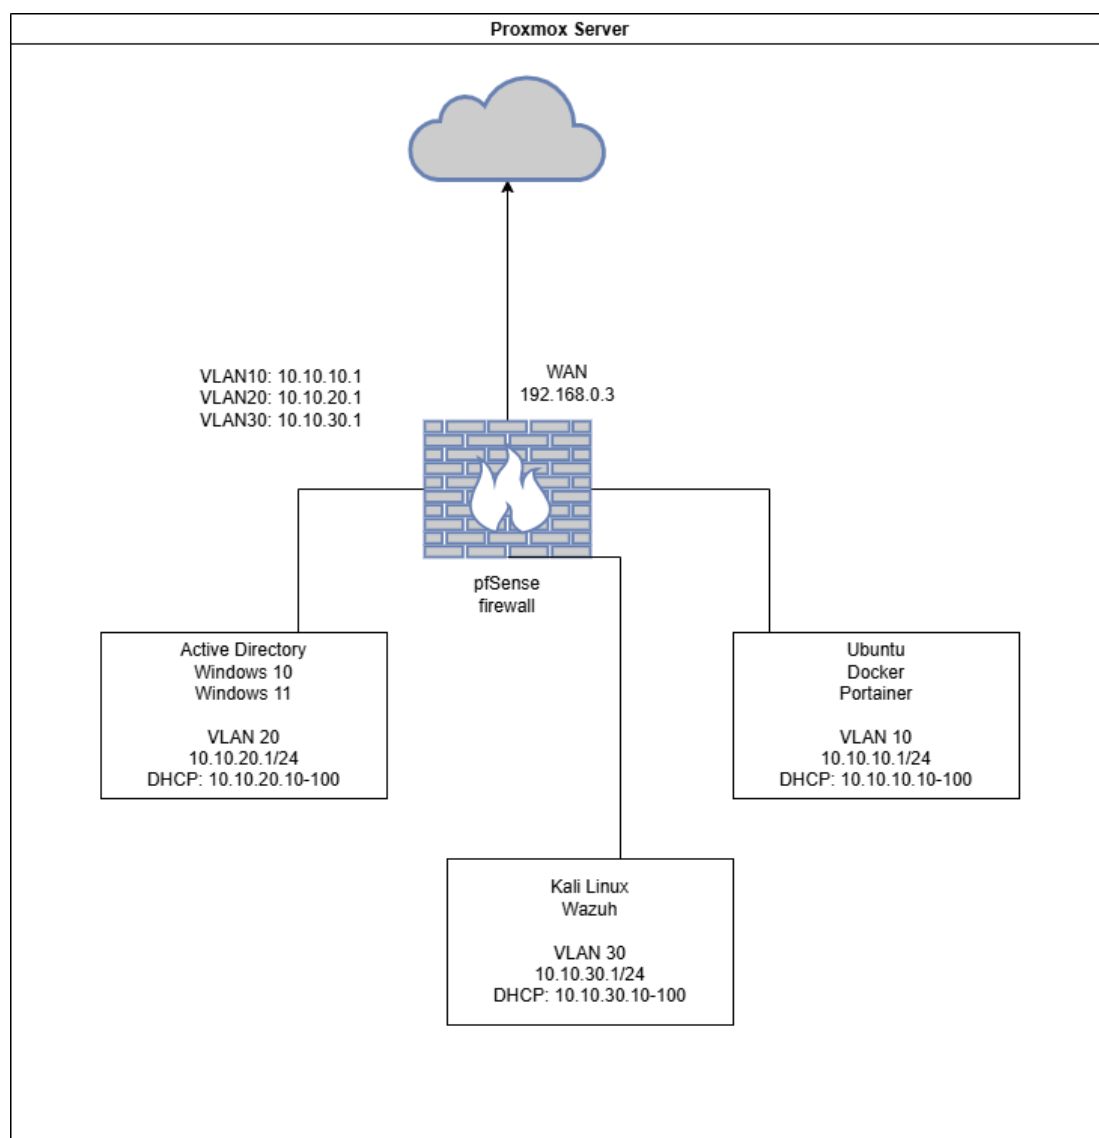 Proxmox Server
VLAN10: 10.10.10.1
VLAN20: 10.10.20.1
VLAN30: 10.10.30.1
WAN
192.168.0.3
pfSense
firewall
Active Directory
Windows 10
Windows 11
VLAN 20
10.10.20.1/24
DHCP: 10.10.20.10-100
Ubuntu
Docker
Portainer
VLAN 10
10.10.10.1/24
DHCP: 10.10.10.10-100
Kali Linux
Wazuh
VLAN 30
10.10.30.1/24
DHCP: 10.10.30.10-100